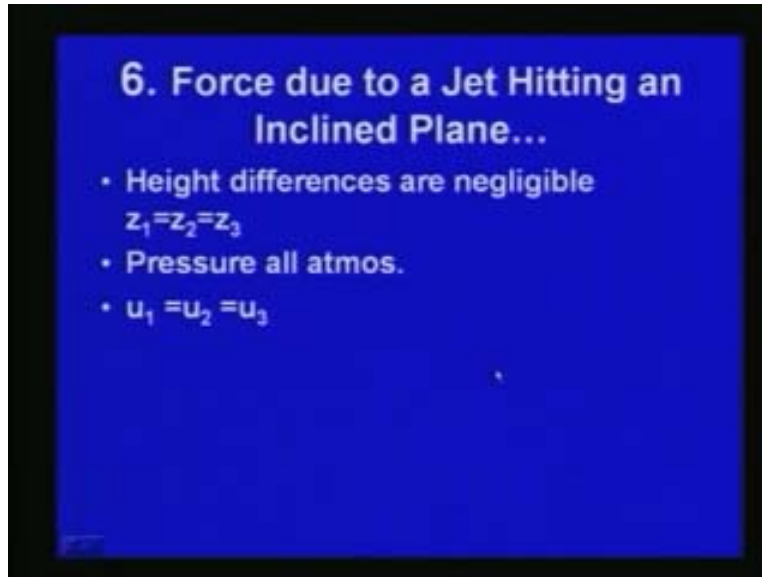 6. Force due to a Jet Hitting an
Inclined Plane...
• Height differences are negligible
z₁=z₂=z₃
• Pressure all atmos.
• u₁ =u₂ =u₃